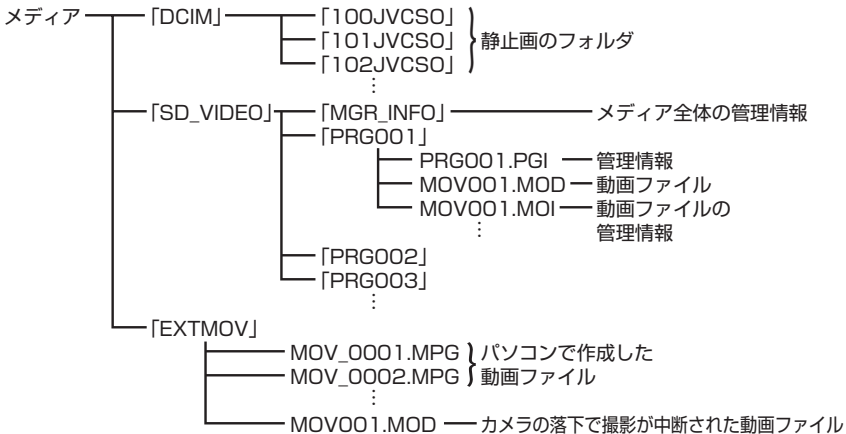 メディア 「DCIM」 「100JVCSO」
「101JVCSO」 静止画のフォルダ
「102JVCSO」
⋮
「SD_VIDEO」 「MGR_INFO」 メディア全体の管理情報
「PRG001」
PRG001.PGI 管理情報
MOV001.MOD 動画ファイル
MOV001.MOI 動画ファイルの
⋮ 管理情報
「PRG002」
「PRG003」
⋮
「EXTMOV」
MOV_0001.MPG パソコンで作成した
MOV_0002.MPG 動画ファイル
⋮
MOV001.MOD カメラの落下で撮影が中断された動画ファイル